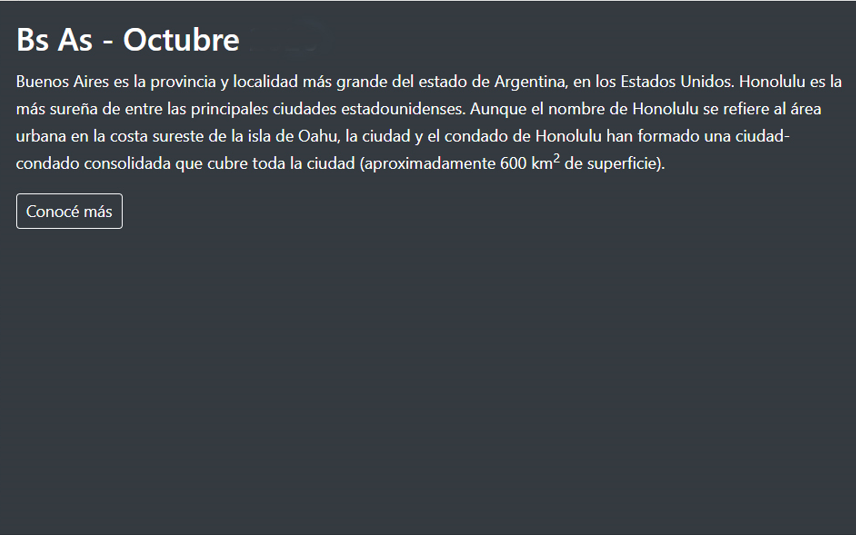 Bs As - Octubre
Buenos Aires es la provincia y localidad más grande del estado de Argentina, en los Estados Unidos. Honolulu es la
más sureña de entre las principales ciudades estadounidenses. Aunque el nombre de Honolulu se refiere al área
urbana en la costa sureste de la isla de Oahu, la ciudad y el condado de Honolulu han formado una ciudad-
condado consolidada que cubre toda la ciudad (aproximadamente 600 km² de superficie).
Conocé más